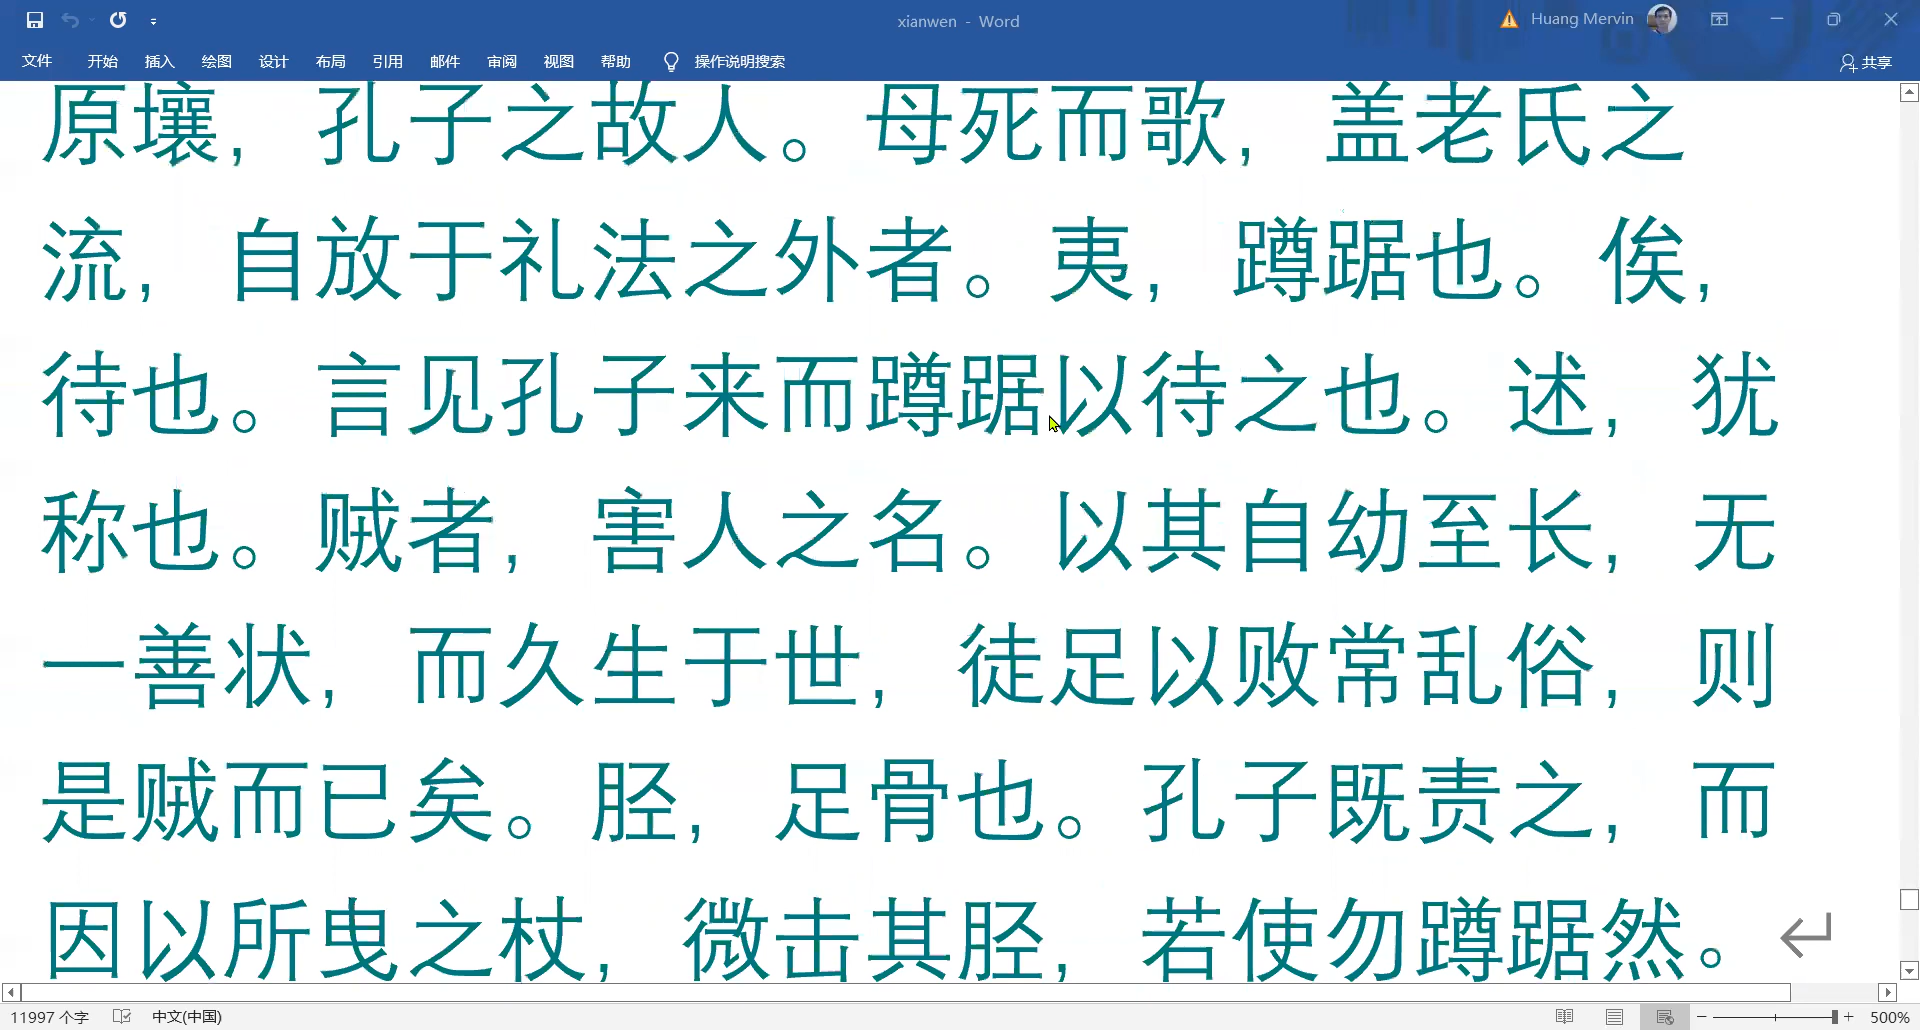 xianwen - Word
Huang Mervin
文件 开始 插入 绘图 设计 布局 引用 邮件 审阅 视图 帮助 操作说明搜索 共享
原壤，孔子之故人。母死而歌，盖老氏之
流，自放于礼法之外者。夷，蹲踞也。俟，
待也。言见孔子来而蹲踞以待之也。述，犹
称也。贼者，害人之名。以其自幼至长，无
一善状，而久生于世，徒足以败常乱俗，则
是贼而已矣。胫，足骨也。孔子既责之，而
因以所曳之杖，微击其胫，若使勿蹲踞然。
11997 个字 中文(中国) 500%